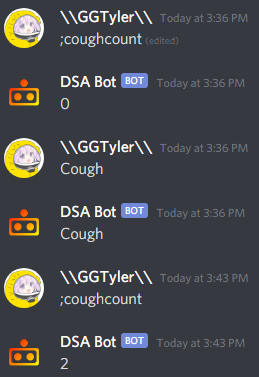 \\GGTyler\\ Today at 3:36 PM
;coughcount (edited)
DSA Bot BOT Today at 3:36 PM
0
\\GGTyler\\ Today at 3:36 PM
Cough
DSA Bot BOT Today at 3:36 PM
Cough
\\GGTyler\\ Today at 3:43 PM
;coughcount
DSA Bot BOT Today at 3:43 PM
2